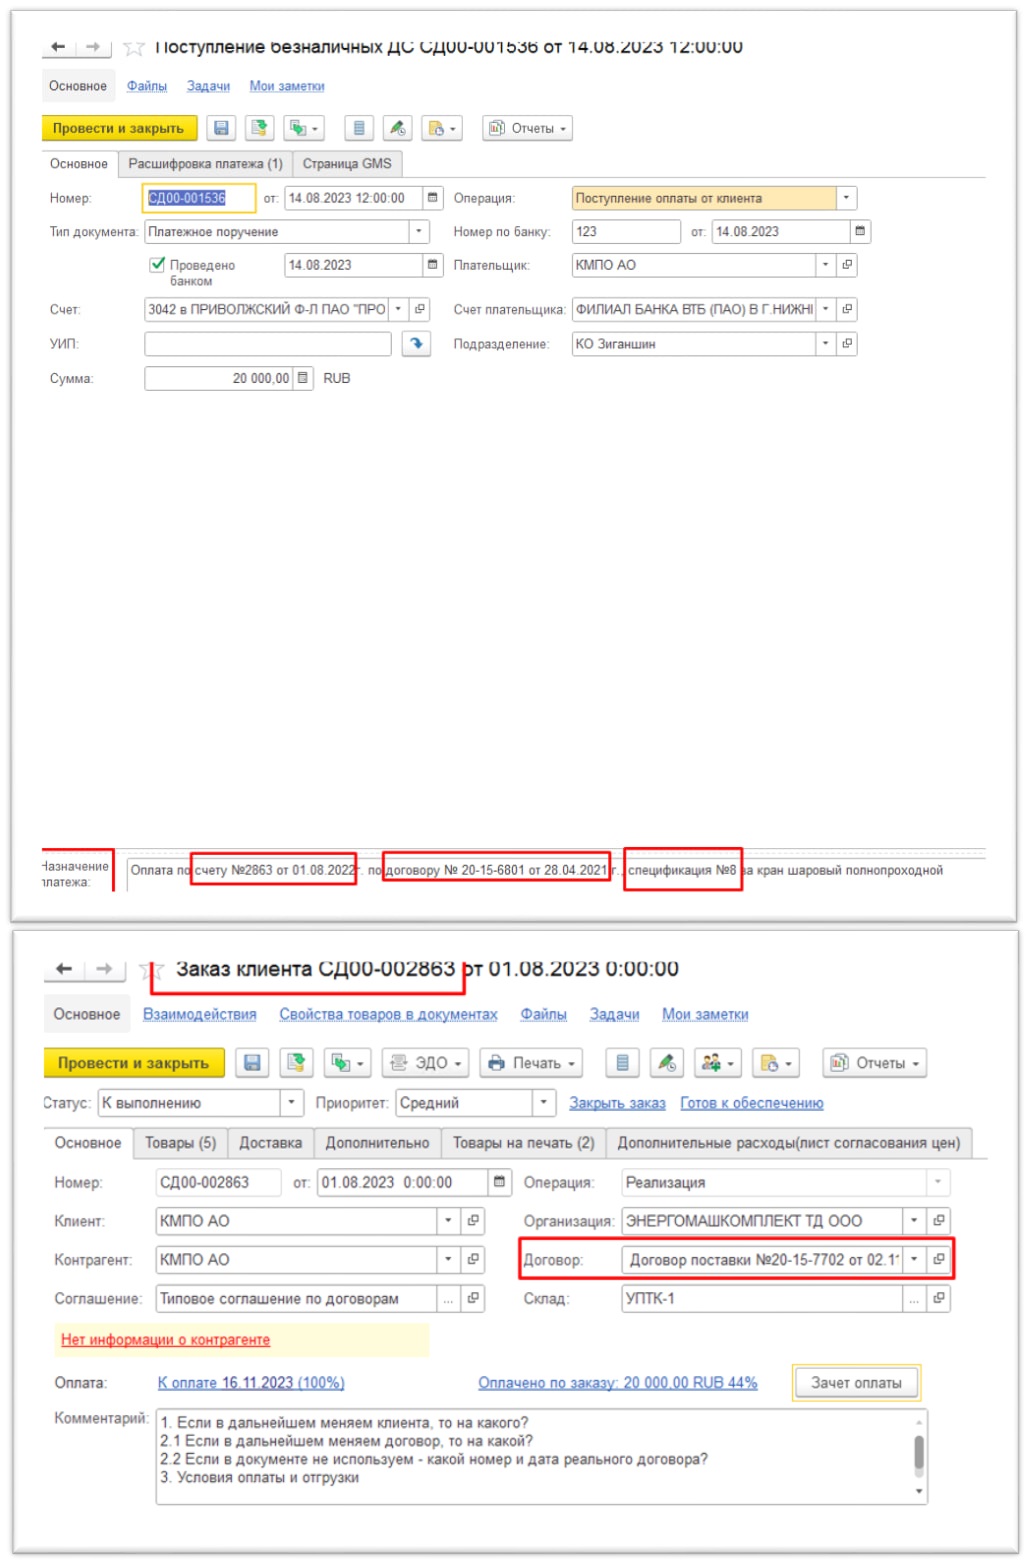 Поступление безналичных ДС СД00-001536 от 14.08.2023 12:00:00
Основное Файлы Задачи Мои заметки
Провести и закрыть Отчеты
Основное Расшифровка платежа (1) Страница GMS
Номер: СД00-001536 от: 14.08.2023 12:00:00 Операция: Поступление оплаты от клиента
Тип документа: Платежное поручение Номер по банку: 123 от: 14.08.2023
Проведено 14.08.2023 Плательщик: КМПО АО
банком
Счет: 3042 в ПРИВОЛЖСКИЙ Ф-Л ПАО "ПРО Счет плательщика: ФИЛИАЛ БАНКА ВТБ (ПАО) В Г.НИЖНІ
УИП: Подразделение: КО Зиганшин
Сумма: 20 000,00 RUB
Назначение Оплата по счету №2863 от 01.08.2022г. по договору № 20-15-6801 от 28.04.2021 г., спецификация №8 за кран шаровый полнопроходной
платежа:
Заказ клиента СД00-002863 от 01.08.2023 0:00:00
Основное Взаимодействия Свойства товаров в документах Файлы Задачи Мои заметки
Провести и закрыть ЭДО Печать Отчеты
Статус: К выполнению Приоритет: Средний Закрыть заказ Готов к обеспечению
Основное Товары (5) Доставка Дополнительно Товары на печать (2) Дополнительные расходы(лист согласования цен)
Номер: СД00-002863 от: 01.08.2023 0:00:00 Операция: Реализация
Клиент: КМПО АО Организация: ЭНЕРГОМАШКОМПЛЕКТ ТД ООО
Контрагент: КМПО АО Договор: Договор поставки №20-15-7702 от 02.11
Соглашение: Типовое соглашение по договорам ... Склад: УПТК-1 ...
Нет информации о контрагенте
Оплата: К оплате 16.11.2023 (100%) Оплачено по заказу: 20 000,00 RUB 44% Зачет оплаты
Комментарий: 1. Если в дальнейшем меняем клиента, то на какого?
2.1 Если в дальнейшем меняем договор, то на какой?
2.2 Если в документе не используем - какой номер и дата реального договора?
3. Условия оплаты и отгрузки